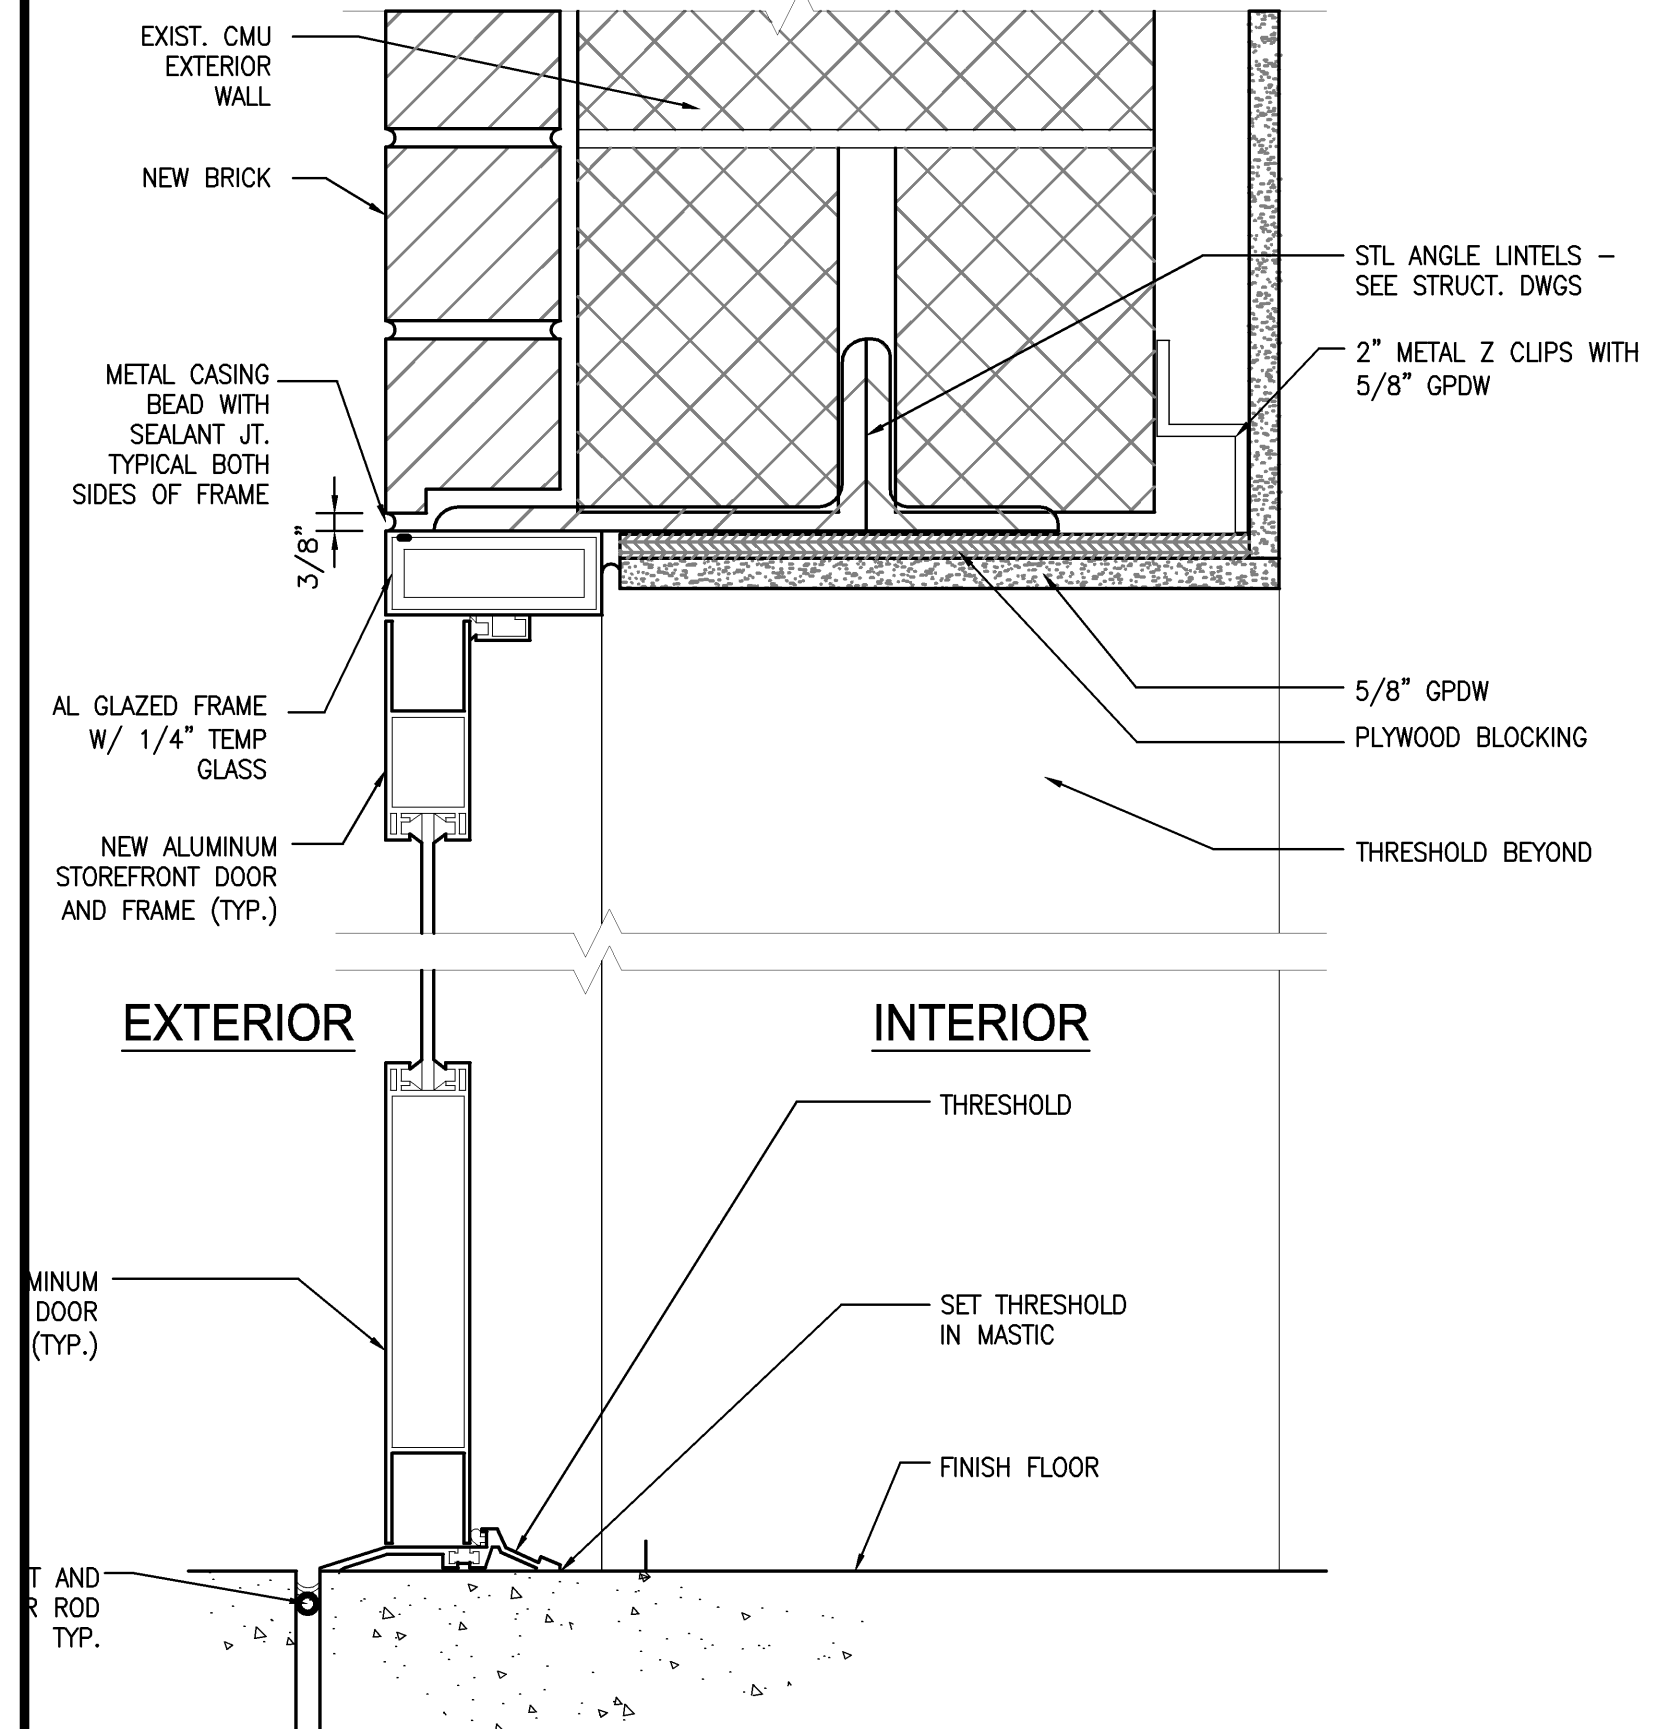 EXIST. CMU
EXTERIOR
WALL
NEW BRICK
METAL CASING
BEAD WITH
SEALANT JT.
TYPICAL BOTH
SIDES OF FRAME
3/8"
AL GLAZED FRAME
W/ 1/4" TEMP
GLASS
NEW ALUMINUM
STOREFRONT DOOR
AND FRAME (TYP.)
STL ANGLE LINTELS –
SEE STRUCT. DWGS
2" METAL Z CLIPS WITH
5/8" GPDW
5/8" GPDW
PLYWOOD BLOCKING
THRESHOLD BEYOND
EXTERIOR
INTERIOR
THRESHOLD
SET THRESHOLD
IN MASTIC
FINISH FLOOR
MINUM
DOOR
(TYP.)
T AND
R ROD
TYP.